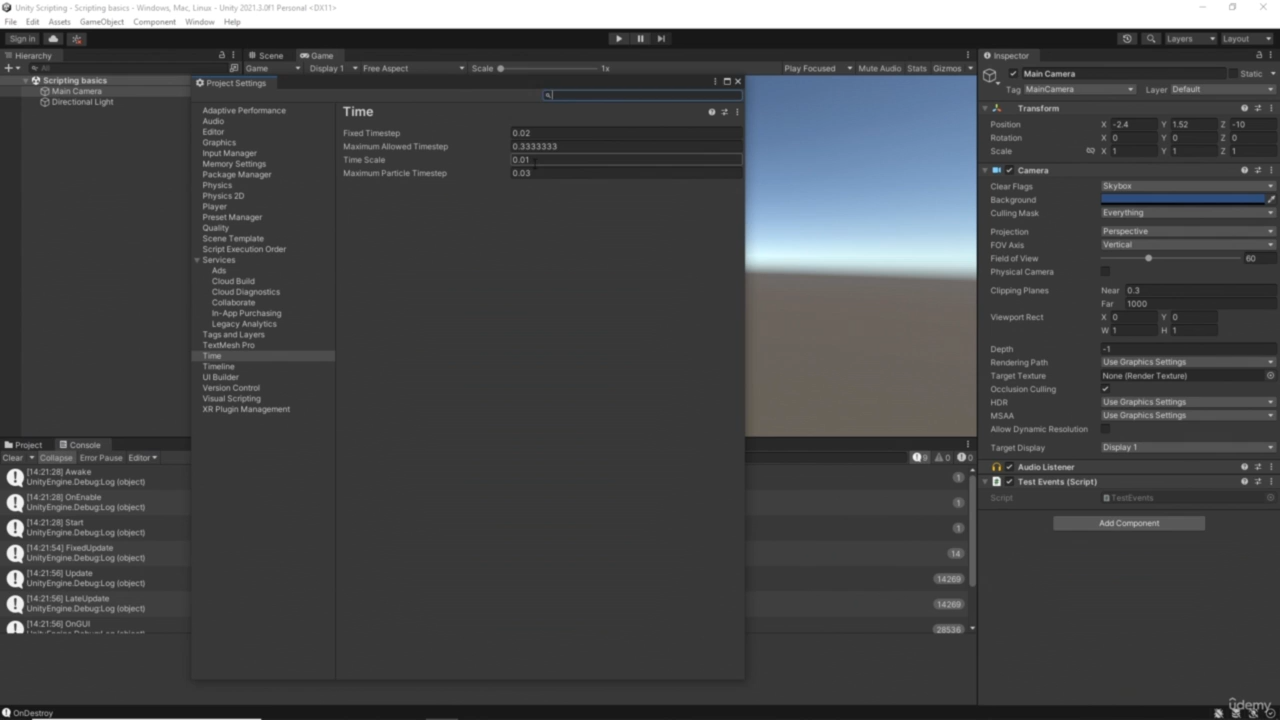 Unity Scripting - Scripting basics - Windows, Mac, Linux - Unity 2021.3.0f1 Personal <DX11>
File Edit Assets GameObject Component Window Help
Sign in
Layers Layout
Hierarchy
Scene Game
Inspector
All
Game Display 1 Free Aspect Scale 1x Play Focused Mute Audio Stats Gizmos
Scripting basics
Main Camera
Directional Light
Project Settings
Adaptive Performance
Audio
Editor
Graphics
Input Manager
Memory Settings
Package Manager
Physics
Physics 2D
Player
Preset Manager
Quality
Scene Template
Script Execution Order
Services
Ads
Cloud Build
Cloud Diagnostics
Collaborate
In-App Purchasing
Legacy Analytics
Tags and Layers
TextMesh Pro
Time
Timeline
UI Builder
Version Control
Visual Scripting
XR Plugin Management
Time
Fixed Timestep 0.02
Maximum Allowed Timestep 0.3333333
Time Scale 0.01
Maximum Particle Timestep 0.03
Main Camera Static
Tag MainCamera Layer Default
Transform
Position X -2.4 Y 1.52 Z -10
Rotation X 0 Y 0 Z 0
Scale X 1 Y 1 Z 1
Camera
Clear Flags Skybox
Background
Culling Mask Everything
Projection Perspective
FOV Axis Vertical
Field of View 60
Physical Camera
Clipping Planes Near 0.3
Far 1000
Viewport Rect X 0 Y 0
W 1 H 1
Depth -1
Rendering Path Use Graphics Settings
Target Texture None (Render Texture)
Occlusion Culling
HDR Use Graphics Settings
MSAA Use Graphics Settings
Allow Dynamic Resolution
Target Display Display 1
Audio Listener
Test Events (Script)
Script TestEvents
Add Component
Project Console
Clear Collapse Error Pause Editor 9 0 0
[14:21:28] Awake
UnityEngine.Debug:Log (object)
1
[14:21:28] OnEnable
UnityEngine.Debug:Log (object)
1
[14:21:28] Start
UnityEngine.Debug:Log (object)
1
[14:21:54] FixedUpdate
UnityEngine.Debug:Log (object)
14
[14:21:56] Update
UnityEngine.Debug:Log (object)
14269
[14:21:56] LateUpdate
UnityEngine.Debug:Log (object)
14269
[14:21:56] OnGUI
UnityEngine.Debug:Log (object)
28536
OnDestroy
udemy